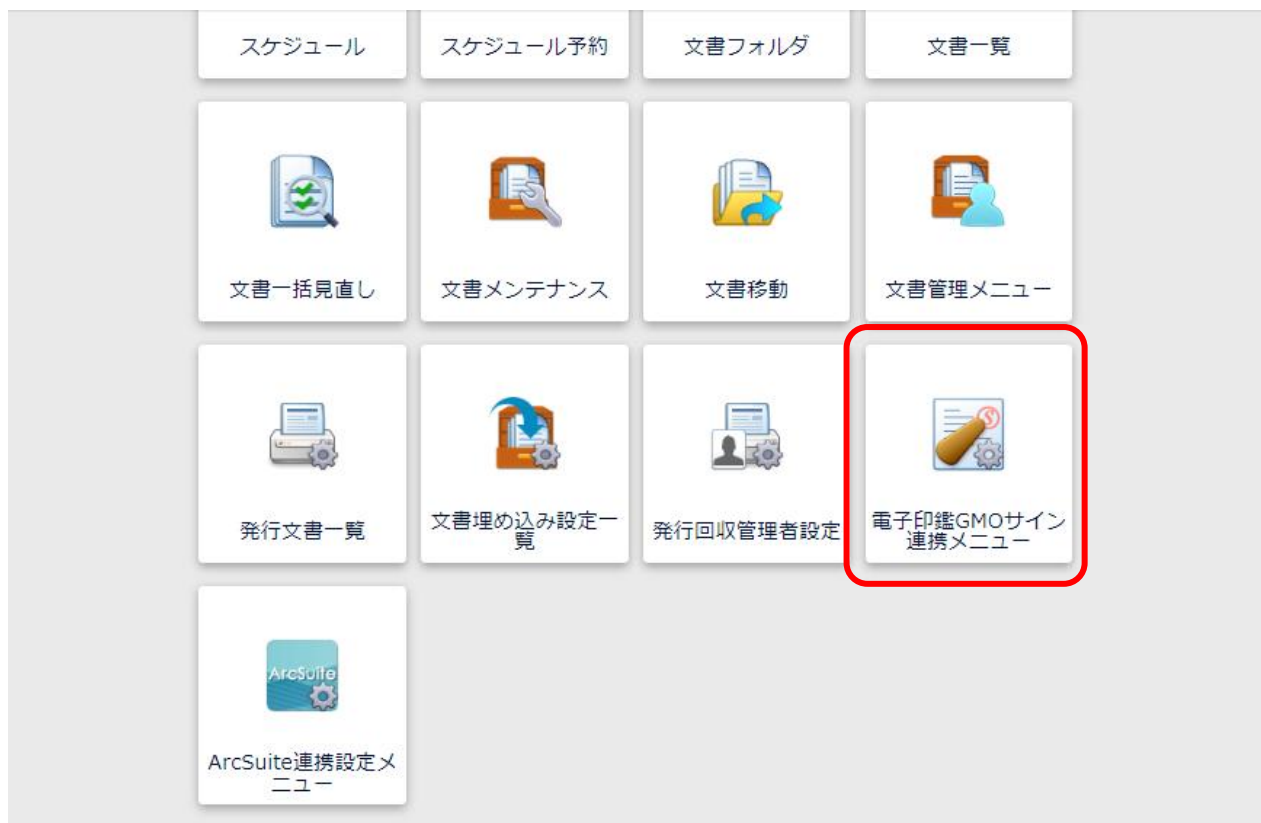 スケジュール
スケジュール予約
文書フォルダ
文書一覧
文書一括見直し
文書メンテナンス
文書移動
文書管理メニュー
発行文書一覧
文書埋め込み設定一
覧
発行回収管理者設定
電子印鑑GMOサイン
連携メニュー
ArcSuite
ArcSuite連携設定メ
ニュー